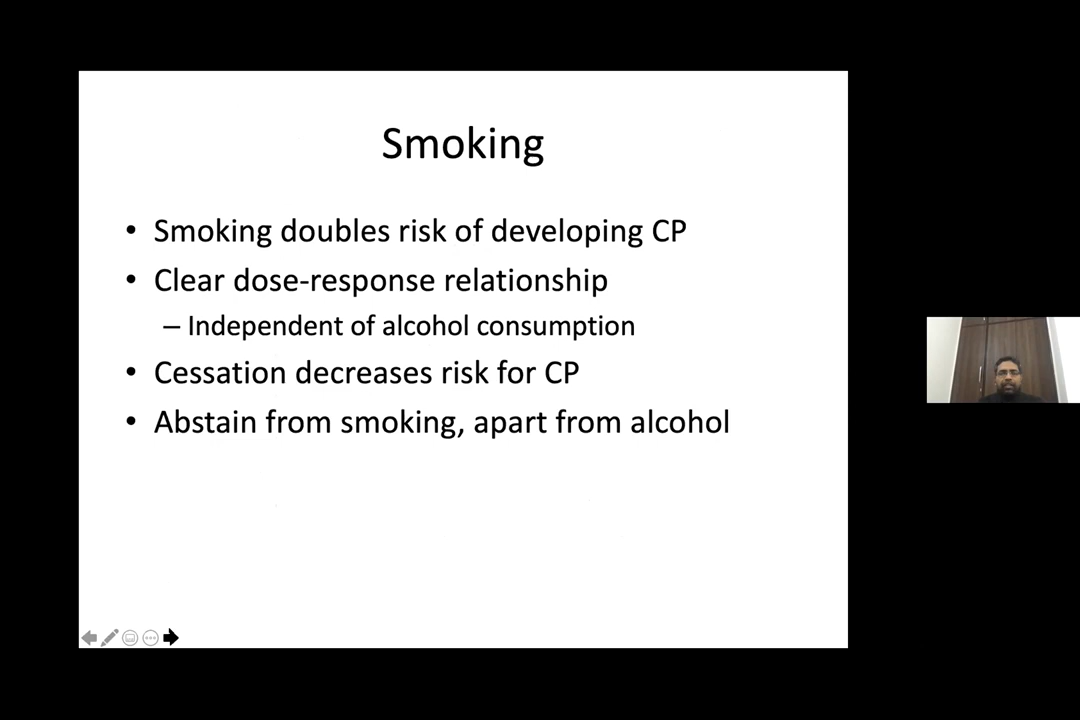 Smoking
• Smoking doubles risk of developing CP
• Clear dose-response relationship
– Independent of alcohol consumption
• Cessation decreases risk for CP
• Abstain from smoking, apart from alcohol